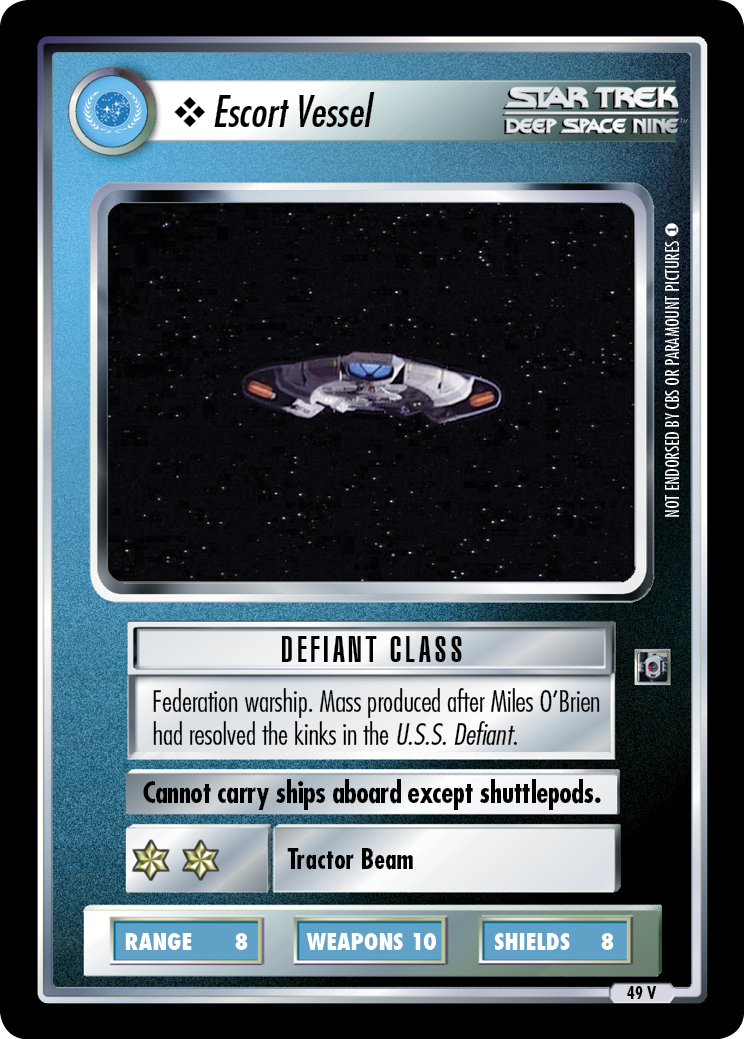 ❖ Escort Vessel
STAR TREK
DEEP SPACE NINE™
NOT ENDORSED BY CBS OR PARAMOUNT PICTURES 1
DEFIANT CLASS
Federation warship. Mass produced after Miles O'Brien
had resolved the kinks in the U.S.S. Defiant.
Cannot carry ships aboard except shuttlepods.
Tractor Beam
RANGE 8 WEAPONS 10 SHIELDS 8
49 V